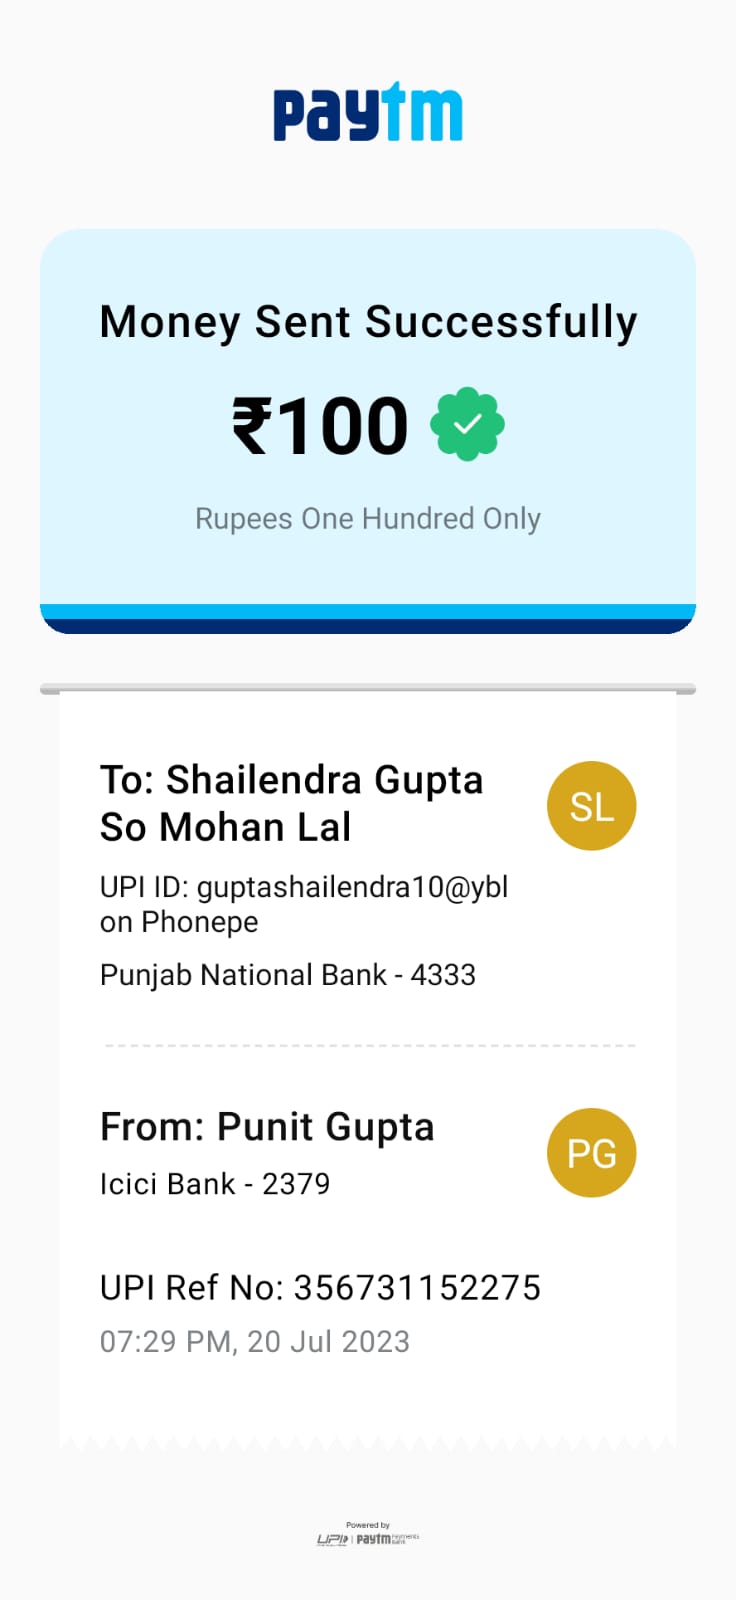 paytm
Money Sent Successfully
₹100
Rupees One Hundred Only
To: Shailendra Gupta
So Mohan Lal
SL
UPI ID: guptashailendra10@ybl
on Phonepe
Punjab National Bank - 4333
From: Punit Gupta
PG
Icici Bank - 2379
UPI Ref No: 356731152275
07:29 PM, 20 Jul 2023
Powered by
UPI | paytm Payments Bank